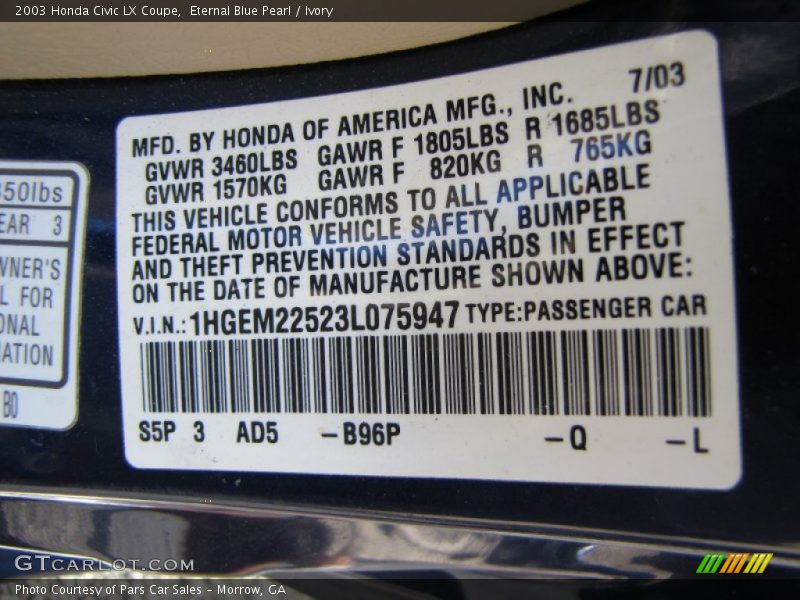 2003 Honda Civic LX Coupe, Eternal Blue Pearl / Ivory
MFD. BY HONDA OF AMERICA MFG., INC. 7/03
GVWR 3460LBS GAWR F 1805LBS R 1685LBS
GVWR 1570KG GAWR F 820KG R 765KG
THIS VEHICLE CONFORMS TO ALL APPLICABLE
FEDERAL MOTOR VEHICLE SAFETY, BUMPER
AND THEFT PREVENTION STANDARDS IN EFFECT
ON THE DATE OF MANUFACTURE SHOWN ABOVE:
V.I.N.: 1HGEM22523L075947 TYPE:PASSENGER CAR
S5P 3 AD5 -B96P -Q -L
850lbs
EAR 3
WNER'S
L FOR
ONAL
MATION
B0
GTCARLOT.COM
Photo Courtesy of Pars Car Sales - Morrow, GA